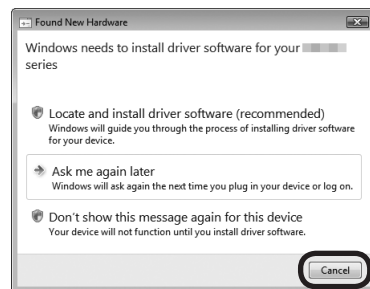 Found New Hardware
Windows needs to install driver software for your
series
Locate and install driver software (recommended)
Windows will guide you through the process of installing driver software
for your device.
Ask me again later
Windows will ask again the next time you plug in your device or log on.
Don't show this message again for this device
Your device will not function until you install driver software.
Cancel